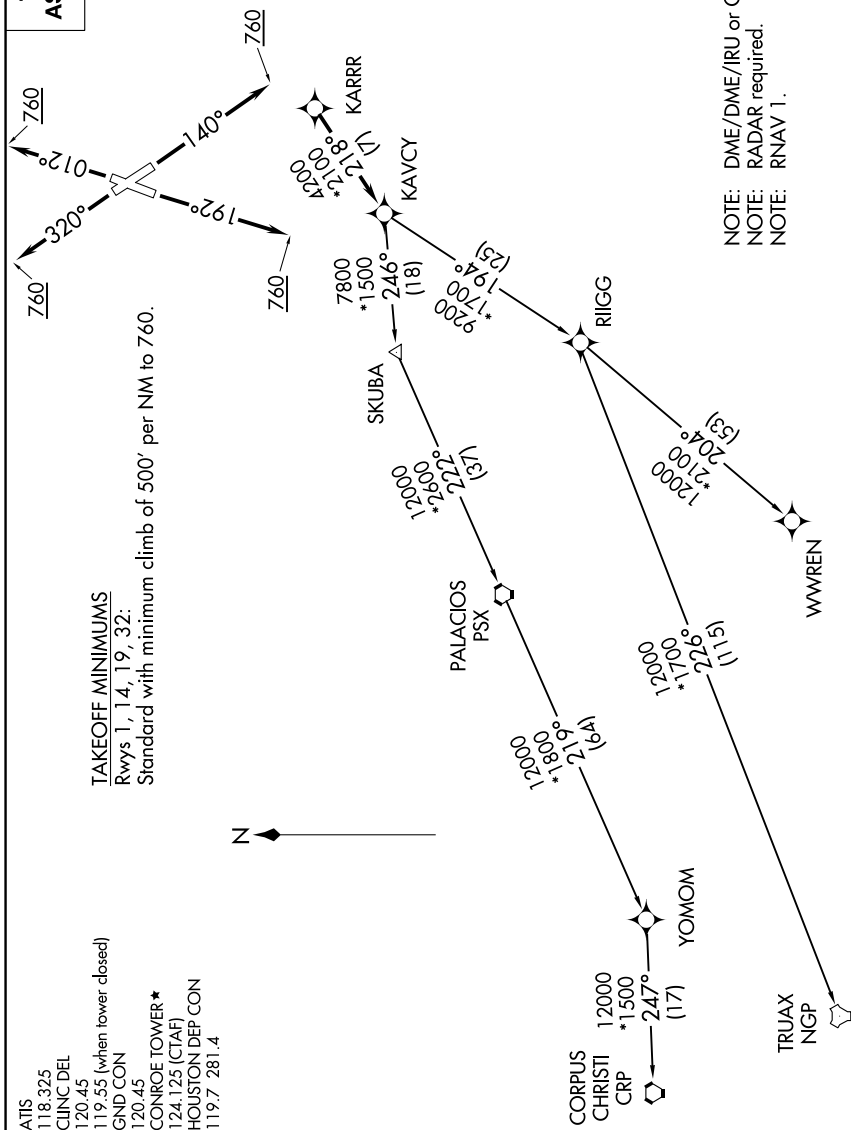 AS
ATIS
118.325
CLNC DEL
120.45
119.55 (when tower closed)
GND CON
120.45
CONROE TOWER ★
124.125 (CTAF)
HOUSTON DEP CON
119.7 281.4
TAKEOFF MINIMUMS
Rwys 1, 14, 19, 32:
Standard with minimum climb of 500' per NM to 760.
N
760
760
760
760
320°
012°
140°
192°
KARRR
4200
*2100
218°
(7)
KAVCY
7800
*1500
246°
(18)
SKUBA
9200
*1700
194°
(25)
RIIGG
12000
*2600
222°
(37)
PALACIOS
PSX
12000
*1800
219°
(64)
YOMOM
12000
*1500
247°
(17)
CORPUS
CHRISTI
CRP
12000
*1700
226°
(115)
TRUAX
NGP
12000
*2100
204°
(53)
WWREN
NOTE: DME/DME/IRU or
NOTE: RADAR required.
NOTE: RNAV 1.